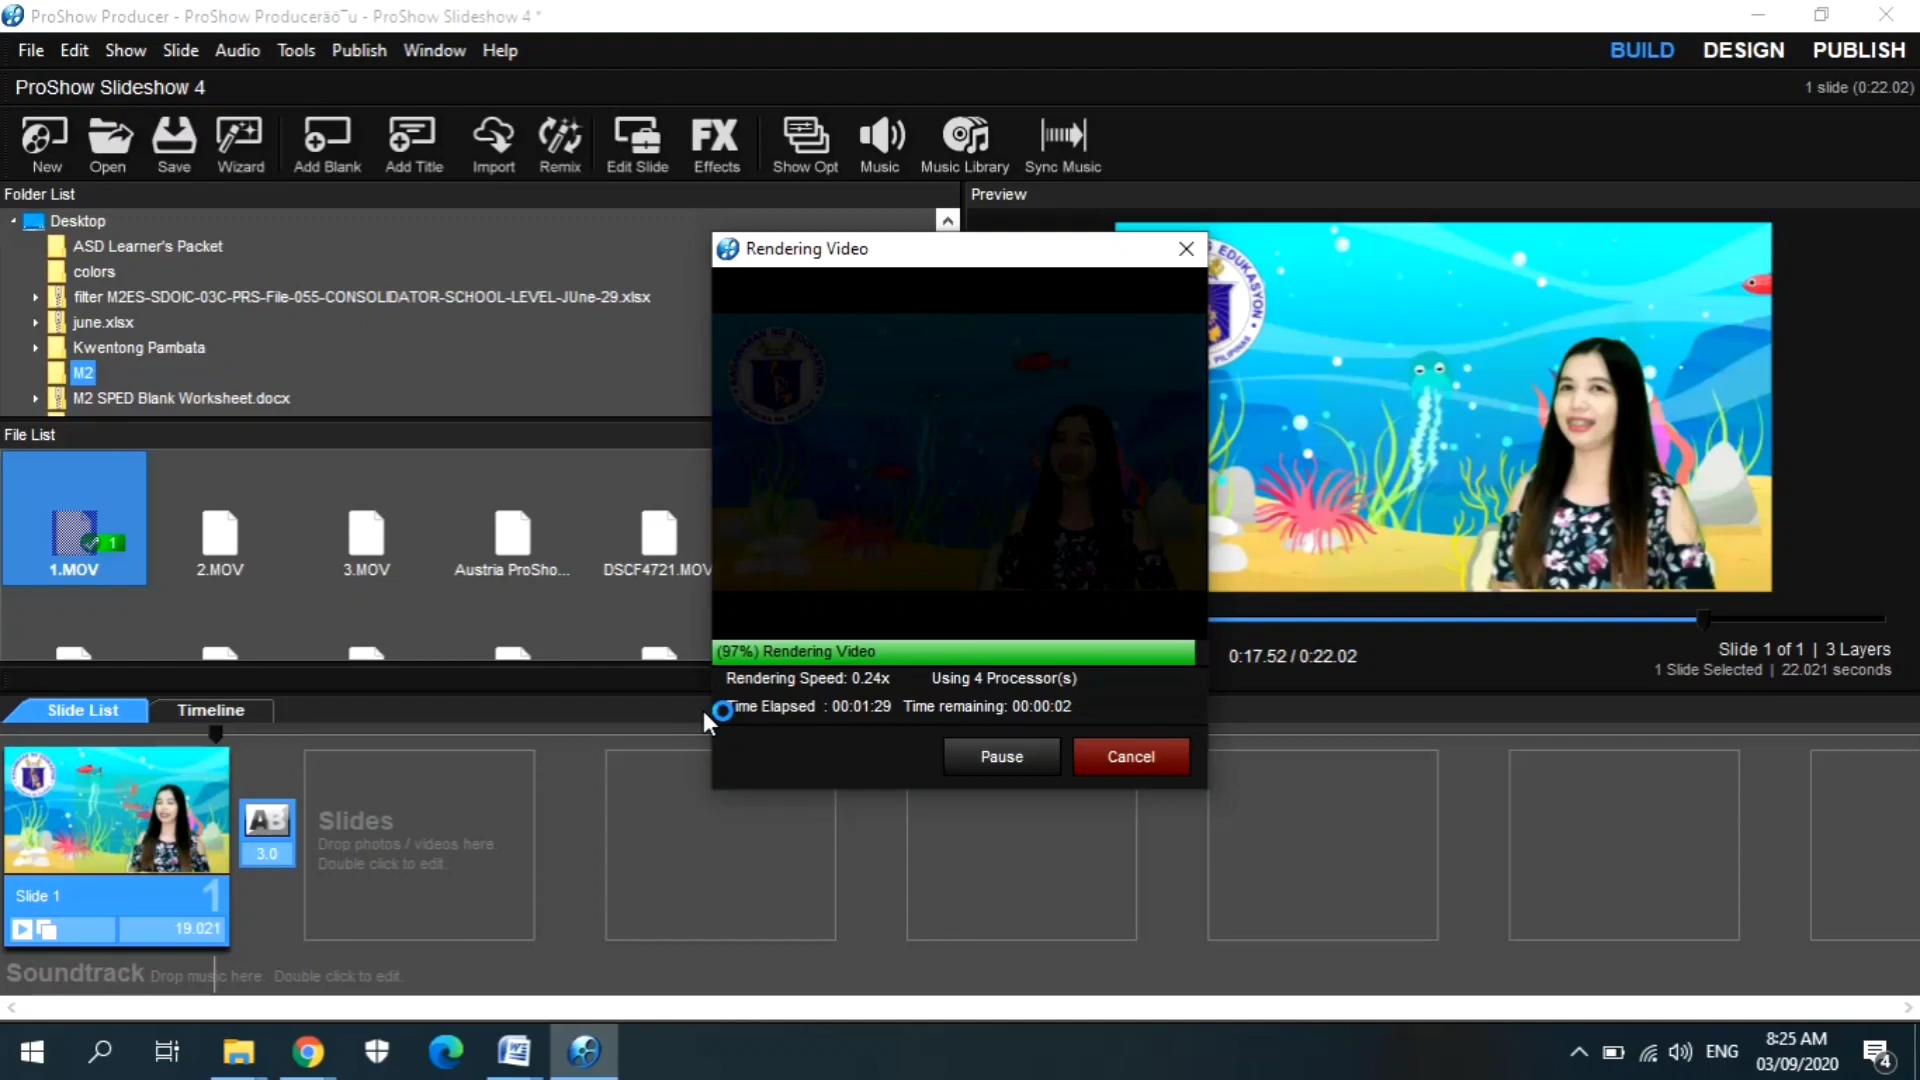 ProShow Producer - ProShow Produceräö¯u - ProShow Slideshow 4 *
File Edit Show Slide Audio Tools Publish Window Help
BUILD DESIGN PUBLISH
ProShow Slideshow 4
1 slide (0:22.02)
New Open Save Wizard Add Blank Add Title Import Remix Edit Slide FX Effects Show Opt Music Music Library Sync Music
Folder List
Preview
Desktop
ASD Learner's Packet
colors
filter M2ES-SDOIC-03C-PRS-File-055-CONSOLIDATOR-SCHOOL-LEVEL-JUne-29.xlsx
june.xlsx
Kwentong Pambata
M2
M2 SPED Blank Worksheet.docx
Rendering Video
EDUKASYON
PILIPINAS
File List
1
1.MOV 2.MOV 3.MOV Austria ProSho... DSCF4721.MOV
(97%) Rendering Video
Rendering Speed: 0.24x Using 4 Processor(s)
Time Elapsed : 00:01:29 Time remaining: 00:00:02
Pause Cancel
0:17.52 / 0:22.02
Slide 1 of 1 | 3 Layers
1 Slide Selected | 22.021 seconds
Slide List Timeline
AB
3.0
Slides
Drop photos / videos here.
Double click to edit.
Slide 1
1
19.021
Soundtrack Drop music here. Double click to edit.
ENG
8:25 AM
03/09/2020
4